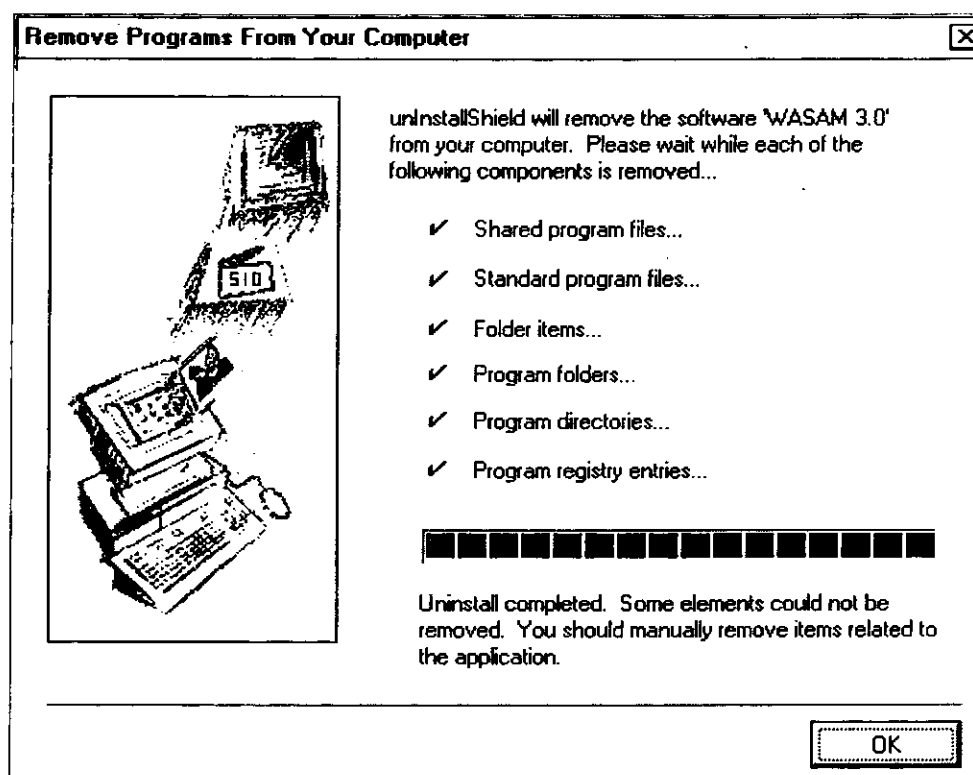 Remove Programs From Your Computer
unInstallShield will remove the software 'WASAM 3.0'
from your computer. Please wait while each of the
following components is removed...
✔ Shared program files...
✔ Standard program files...
✔ Folder items...
✔ Program folders...
✔ Program directories...
✔ Program registry entries...
510
Uninstall completed. Some elements could not be
removed. You should manually remove items related to
the application.
OK